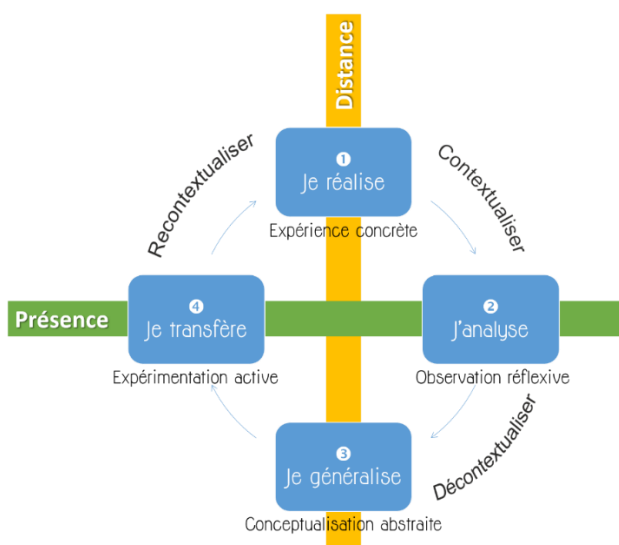 Distance
❶
Je réalise
Expérience concrète
Contextualiser
Recontextualiser
Présence
❹
Je transfère
Expérimentation active
❷
J'analyse
Observation réflexive
Décontextualiser
❸
Je généralise
Conceptualisation abstraite